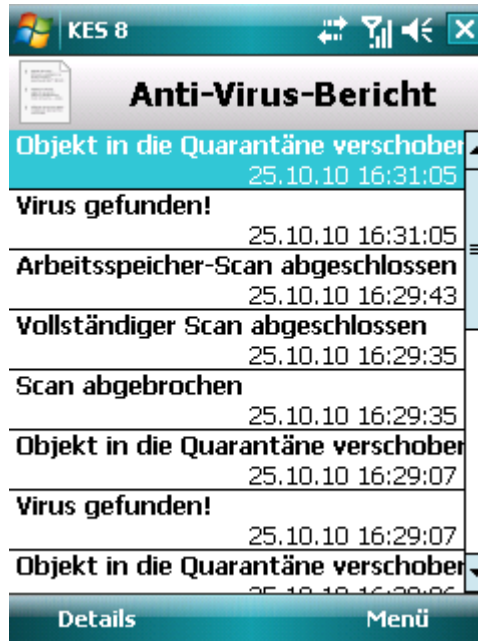 KES 8
Anti-Virus-Bericht
Objekt in die Quarantäne verschoben
25.10.10 16:31:05
Virus gefunden!
25.10.10 16:31:05
Arbeitsspeicher-Scan abgeschlossen
25.10.10 16:29:43
Vollständiger Scan abgeschlossen
25.10.10 16:29:35
Scan abgebrochen
25.10.10 16:29:35
Objekt in die Quarantäne verschoben
25.10.10 16:29:07
Virus gefunden!
25.10.10 16:29:07
Objekt in die Quarantäne verschoben
Details
Menü